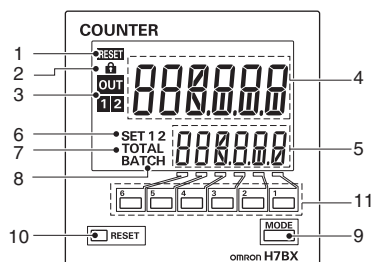 COUNTER
1 RESET
2
3 OUT
1 2
4
6 SET 1 2
7 TOTAL
8 BATCH
5
6 5 4 3 2 1
11
10 RESET
MODE
9
OMRON H7BX